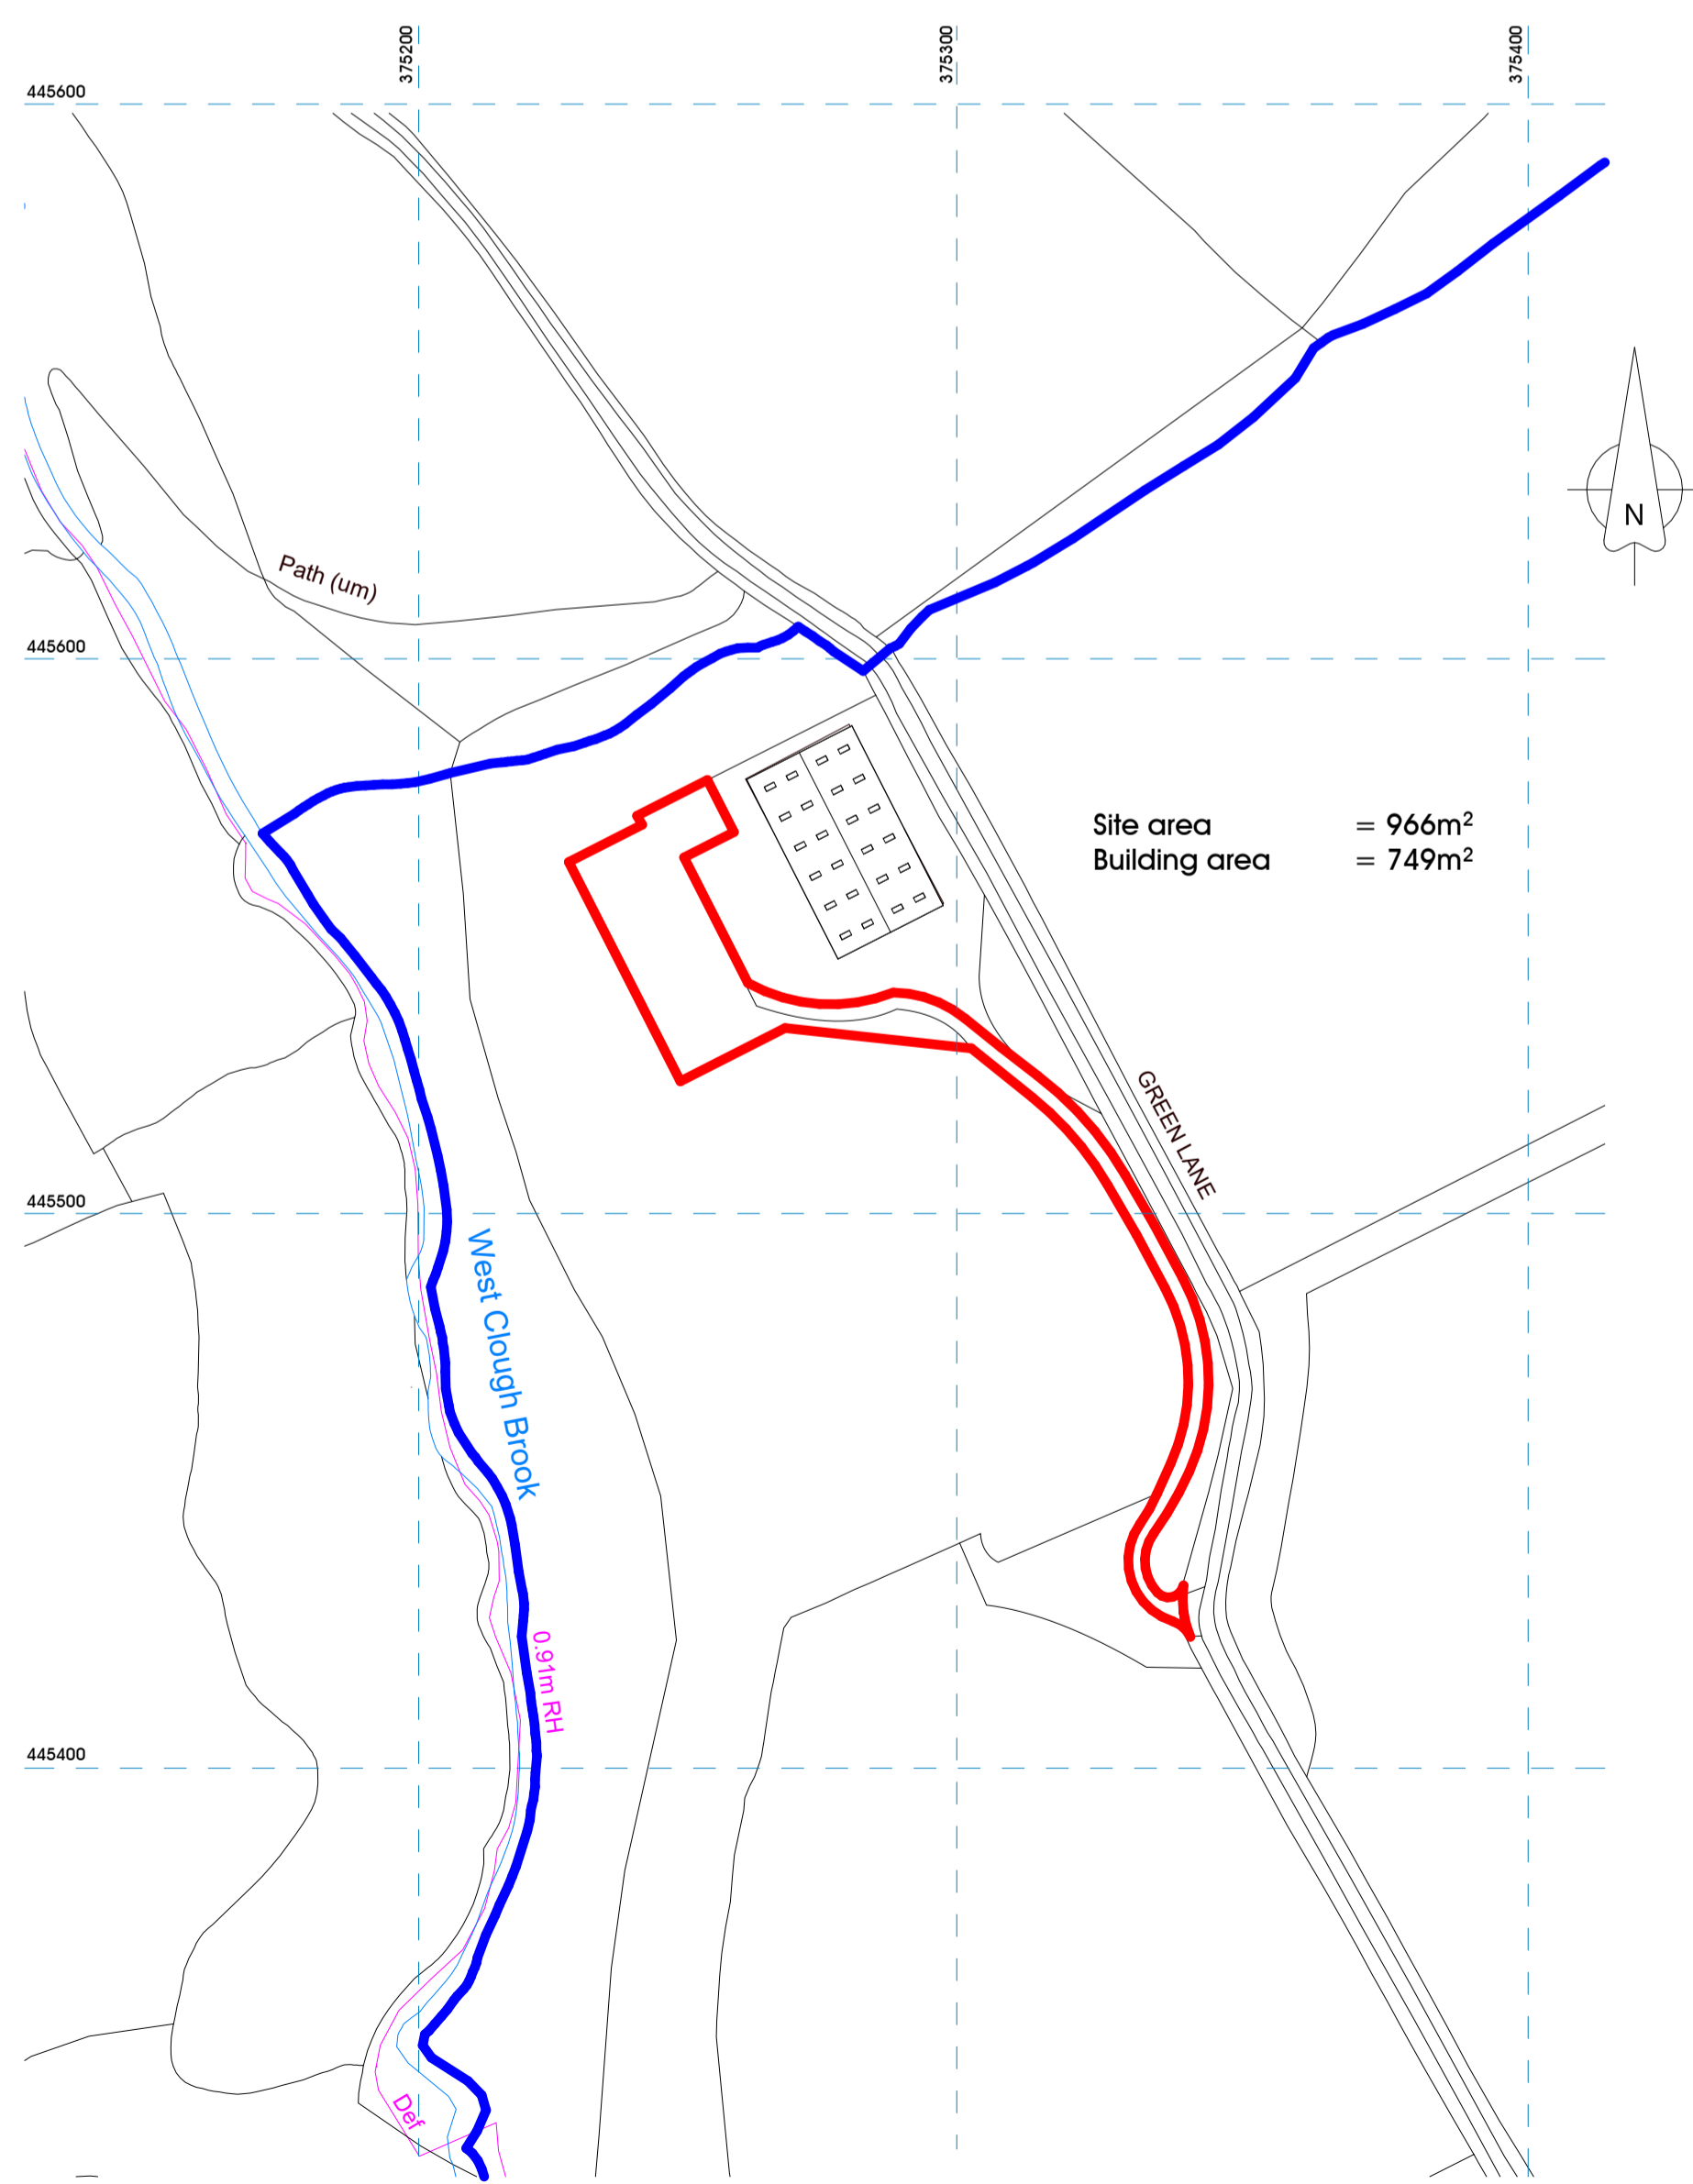 375200
375300
375400
445600
N
Path (um)
445600
Site area = 966m²
Building area = 749m²
GREEN LANE
445500
West Clough Brook
0.91m RH
445400
Def